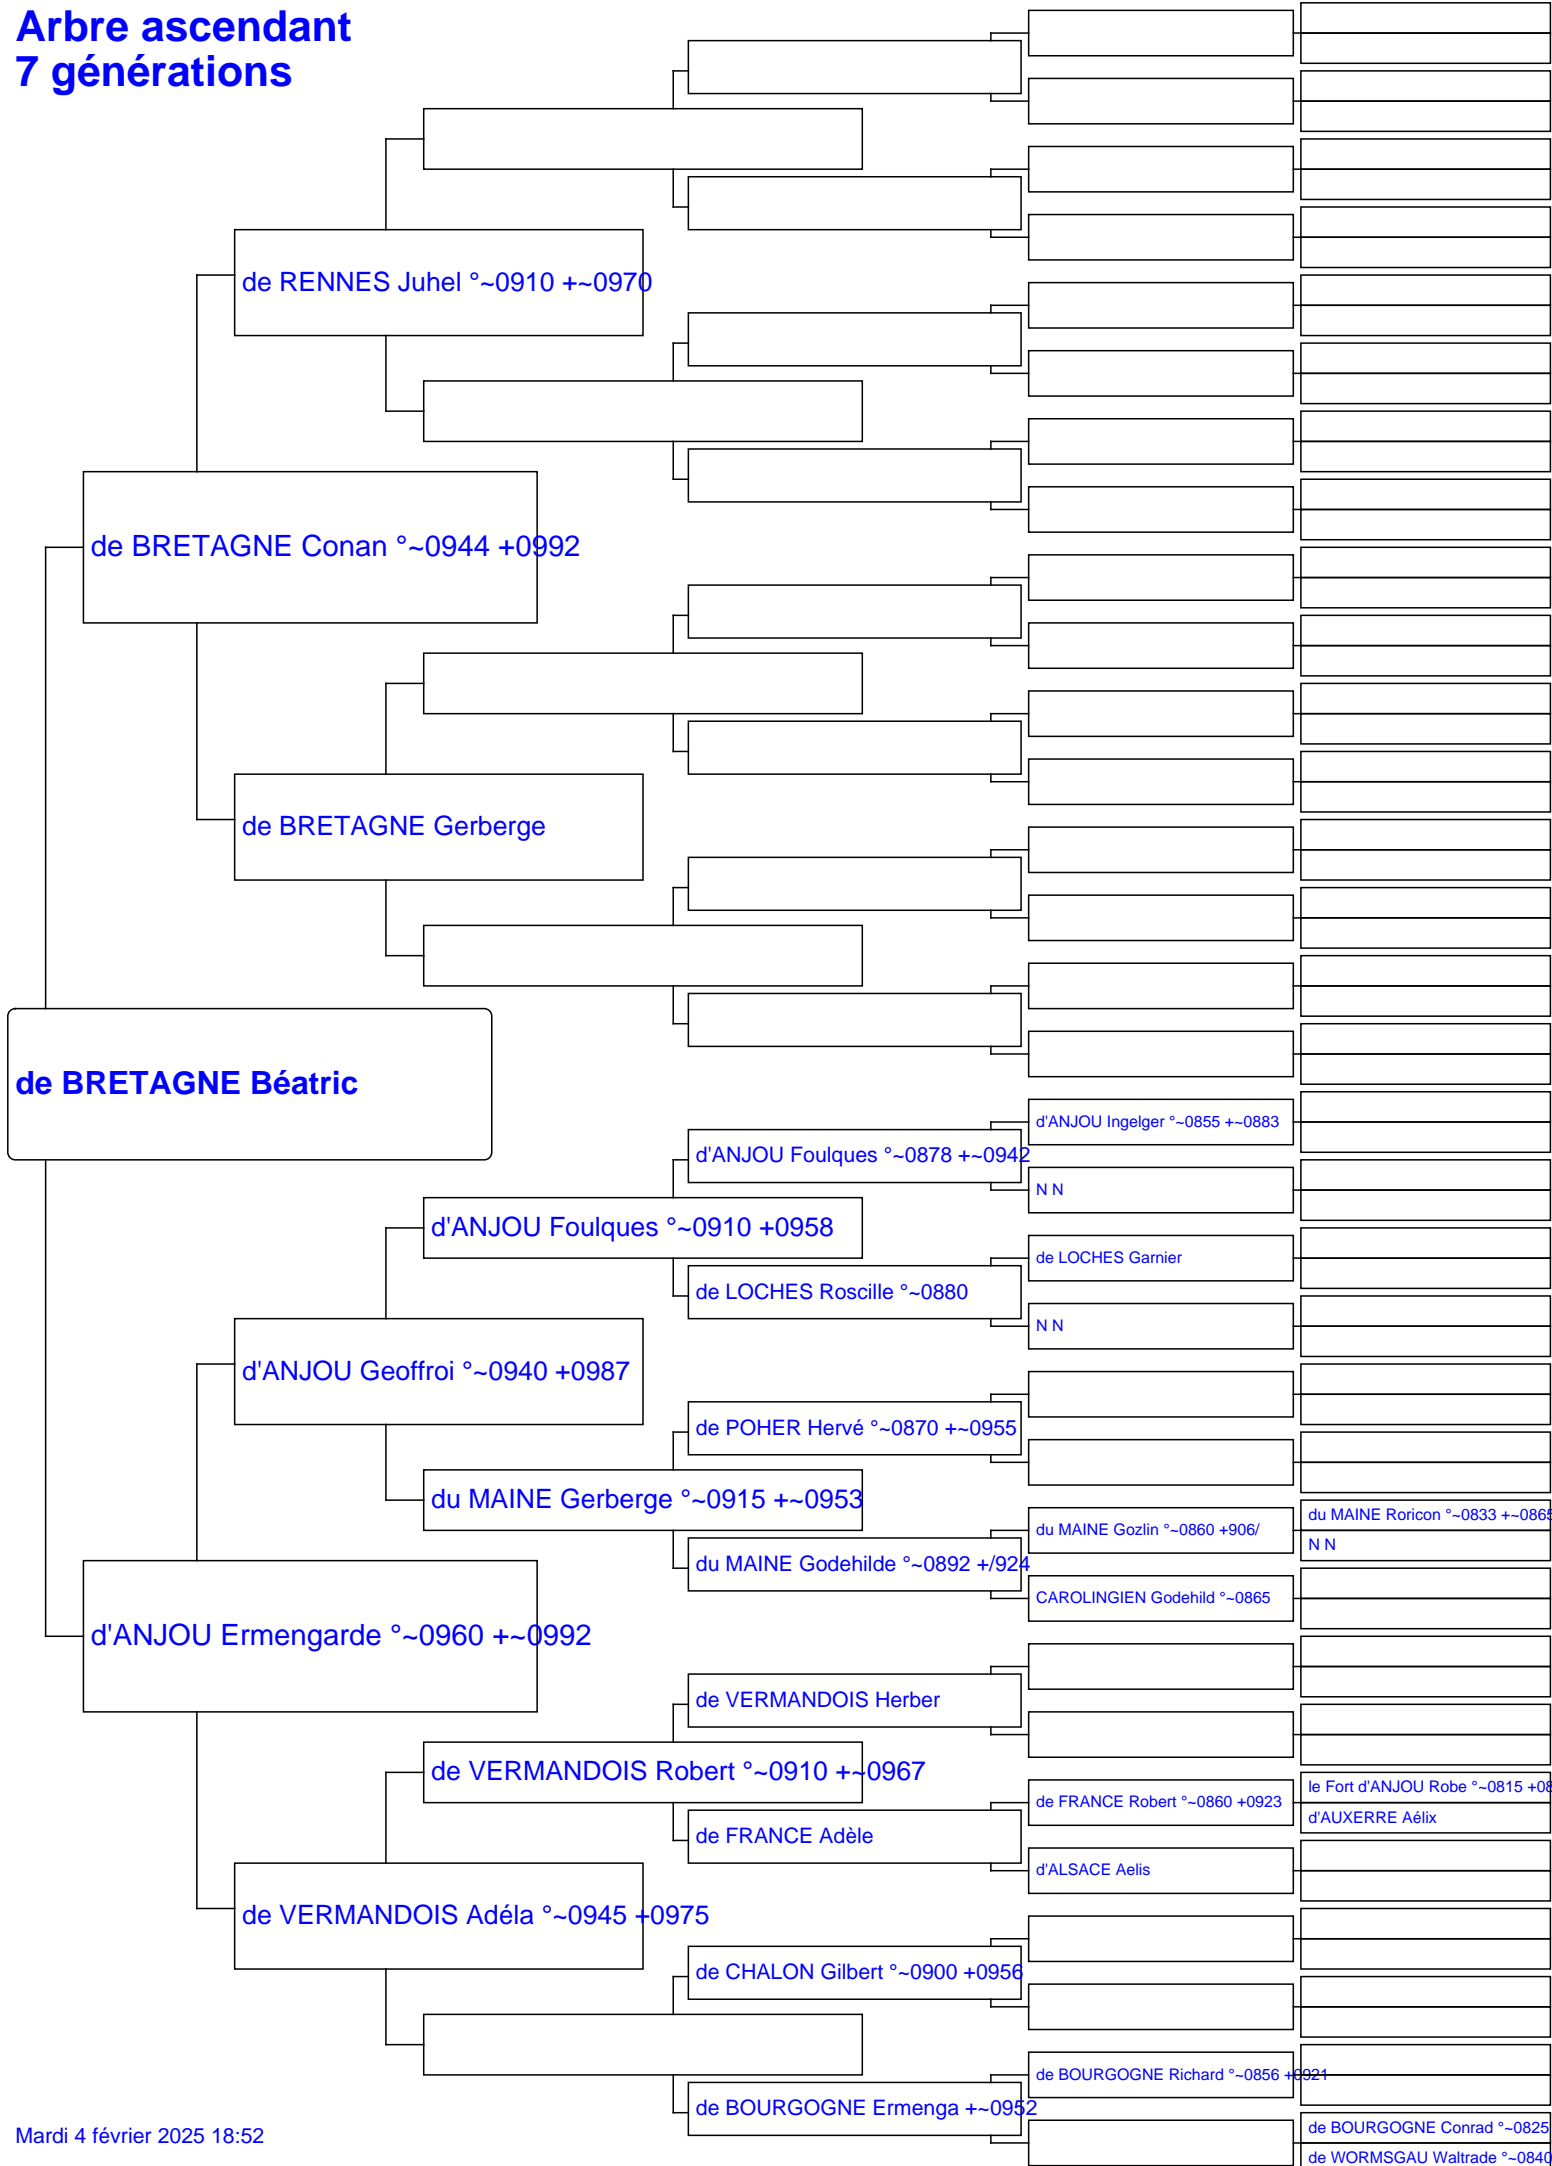 Arbre ascendant
7 générations
de RENNES Juhel °~0910 +~0970
de BRETAGNE Conan °~0944 +0992
de BRETAGNE Gerberge
de BRETAGNE Béatric
d'ANJOU Ingelger °~0855 +~0883
d'ANJOU Foulques °~0878 +~0942
N N
d'ANJOU Foulques °~0910 +0958
de LOCHES Garnier
de LOCHES Roscille °~0880
N N
d'ANJOU Geoffroi °~0940 +0987
de POHER Hervé °~0870 +~0955
du MAINE Gerberge °~0915 +~0953
du MAINE Roricon °~0833 +~0865
du MAINE Gozlin °~0860 +906/
N N
du MAINE Godehilde °~0892 +/924
CAROLINGIEN Godehild °~0865
d'ANJOU Ermengarde °~0960 +~0992
de VERMANDOIS Herber
de VERMANDOIS Robert °~0910 +~0967
le Fort d'ANJOU Robe °~0815 +08
de FRANCE Robert °~0860 +0923
d'AUXERRE Aélix
de FRANCE Adèle
d'ALSACE Aelis
de VERMANDOIS Adéla °~0945 +0975
de CHALON Gilbert °~0900 +0956
de BOURGOGNE Richard °~0856 +0921
de BOURGOGNE Ermenga +~0952
de BOURGOGNE Conrad °~0825
de WORMSGAU Waltrade °~0840
Mardi 4 février 2025 18:52